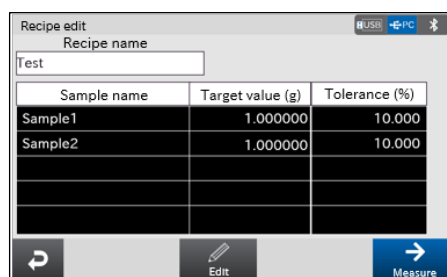 Recipe edit USB PC
Recipe name
Test
Sample name Target value (g) Tolerance (%)
Sample1 1.000000 10.000
Sample2 1.000000 10.000
Edit Measure